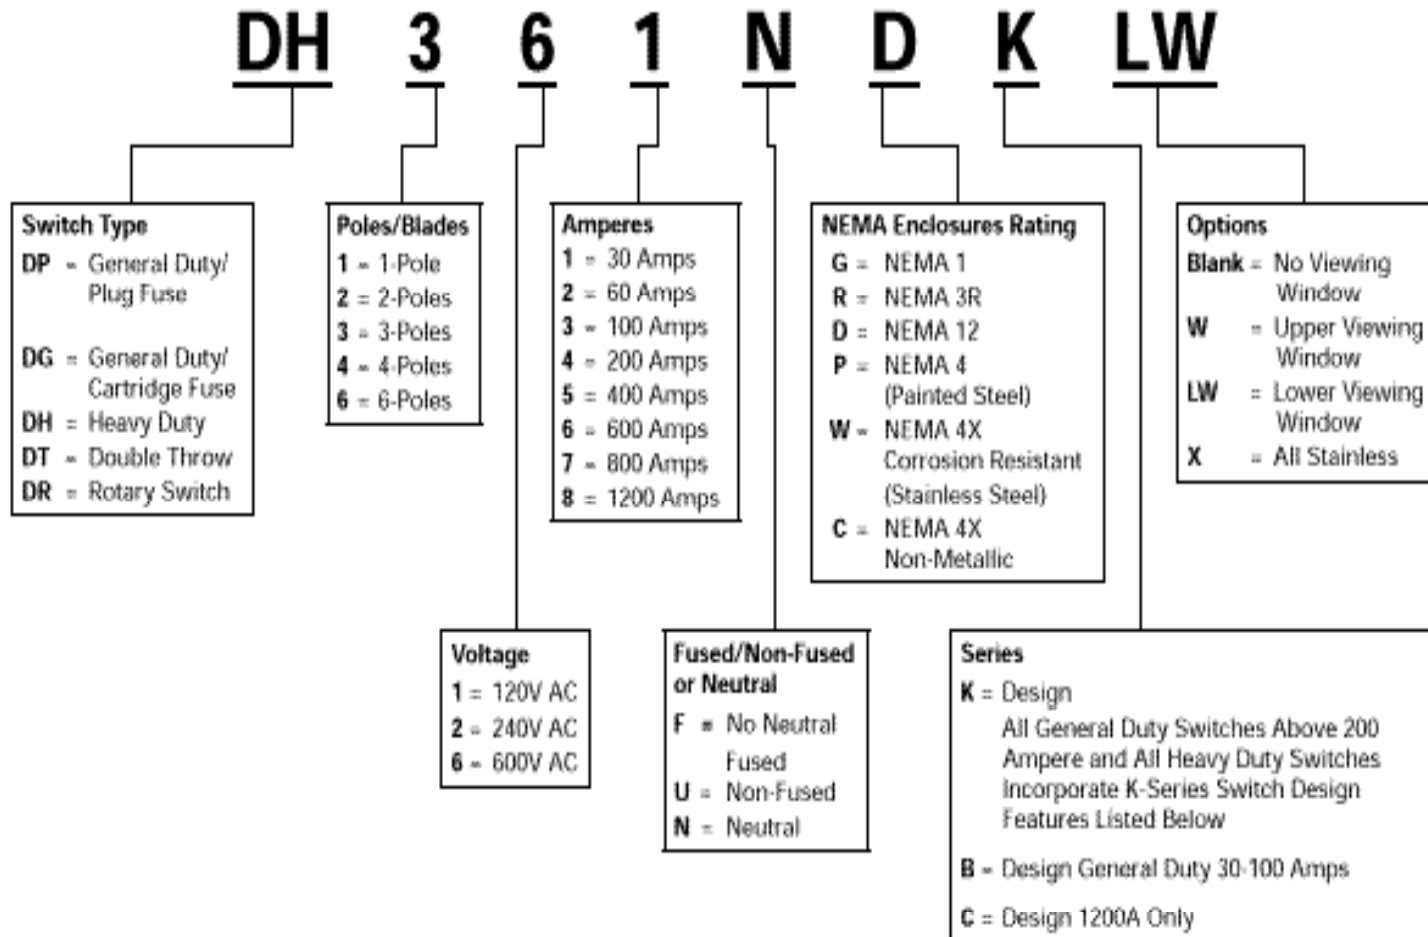 DH 3 6 1 N D K LW
Switch Type
DP = General Duty/
Plug Fuse
DG = General Duty/
Cartridge Fuse
DH = Heavy Duty
DT = Double Throw
DR = Rotary Switch
Poles/Blades
1 = 1-Pole
2 = 2-Poles
3 = 3-Poles
4 = 4-Poles
6 = 6-Poles
Amperes
1 = 30 Amps
2 = 60 Amps
3 = 100 Amps
4 = 200 Amps
5 = 400 Amps
6 = 600 Amps
7 = 800 Amps
8 = 1200 Amps
NEMA Enclosures Rating
G = NEMA 1
R = NEMA 3R
D = NEMA 12
P = NEMA 4
(Painted Steel)
W = NEMA 4X
Corrosion Resistant
(Stainless Steel)
C = NEMA 4X
Non-Metallic
Options
Blank = No Viewing
Window
W = Upper Viewing
Window
LW = Lower Viewing
Window
X = All Stainless
Voltage
1 = 120V AC
2 = 240V AC
6 = 600V AC
Fused/Non-Fused
or Neutral
F = No Neutral
Fused
U = Non-Fused
N = Neutral
Series
K = Design
All General Duty Switches Above 200
Ampere and All Heavy Duty Switches
Incorporate K-Series Switch Design
Features Listed Below
B = Design General Duty 30-100 Amps
C = Design 1200A Only